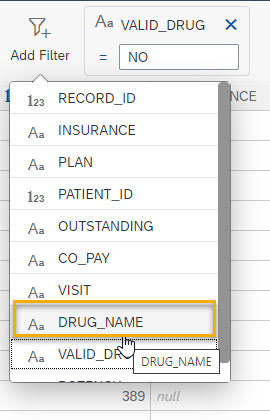 VALID_DRUG ✕
Add Filter
= NO
123 RECORD_ID
Aa INSURANCE
Aa PLAN
123 PATIENT_ID
Aa OUTSTANDING
Aa CO_PAY
Aa VISIT
Aa DRUG_NAME
Aa VALID_DRU
DRUG_NAME
NCE
389 null